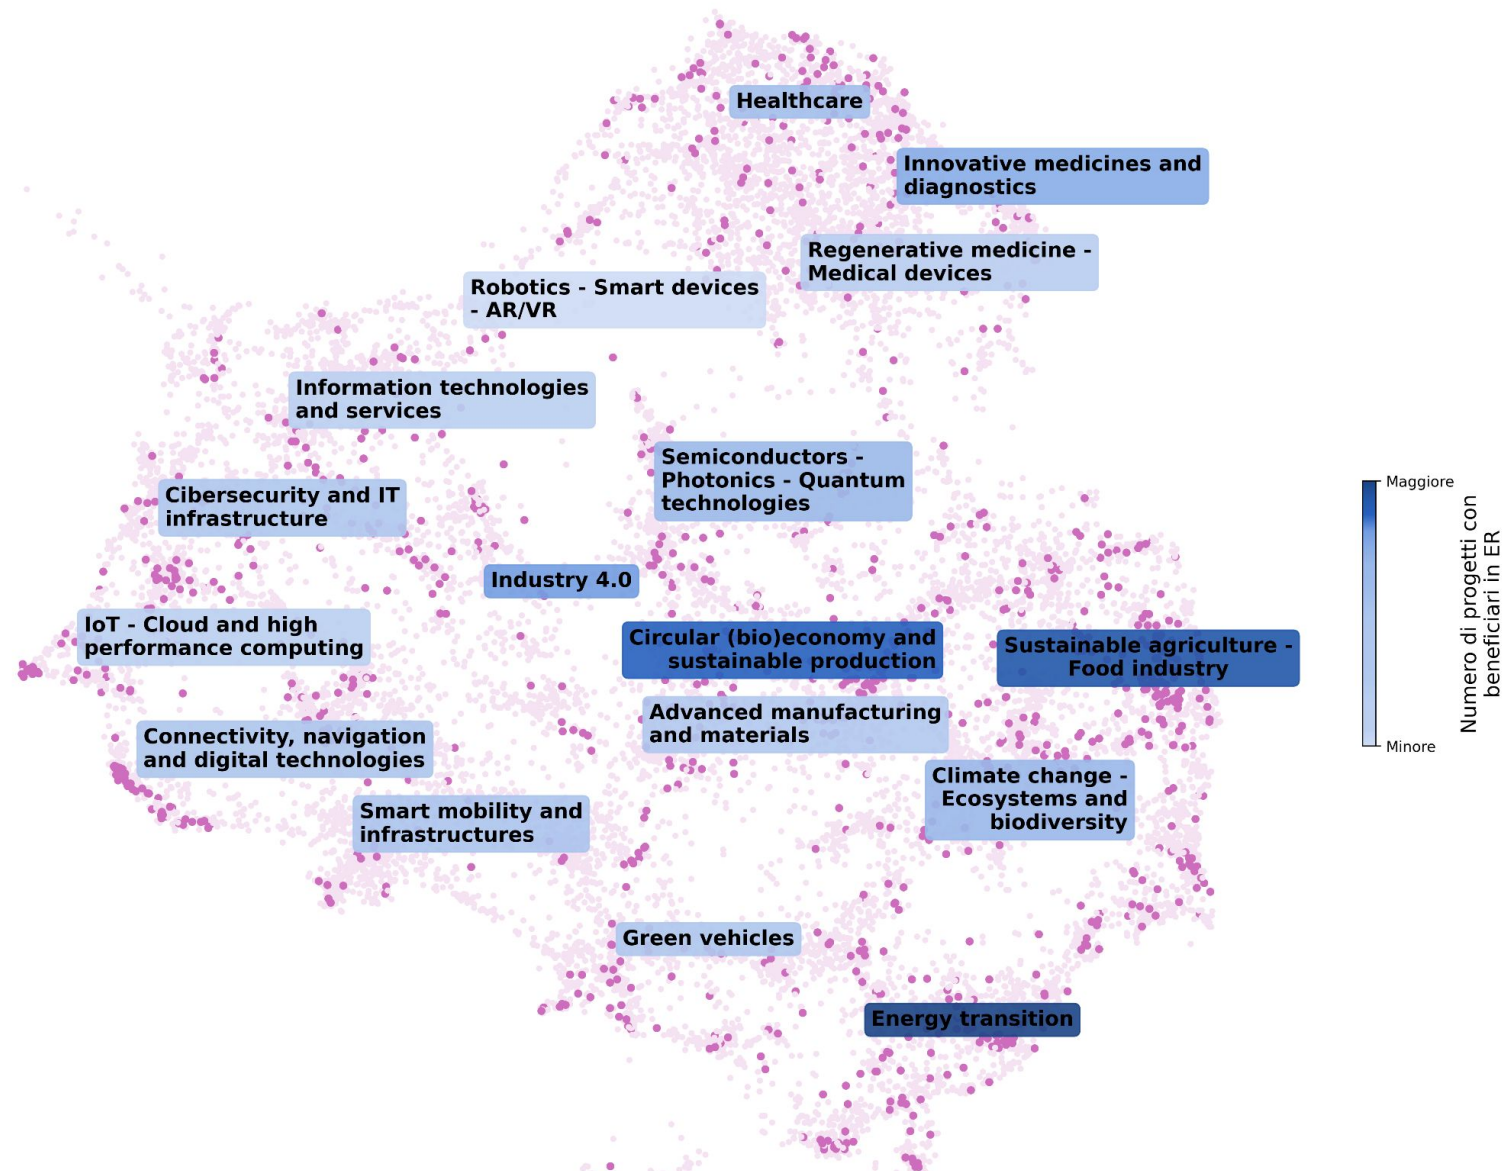 Healthcare
Innovative medicines and
diagnostics
Regenerative medicine -
Medical devices
Robotics - Smart devices
- AR/VR
Information technologies
and services
Semiconductors -
Photonics - Quantum
technologies
Cibersecurity and IT
infrastructure
Industry 4.0
IoT - Cloud and high
performance computing
Circular (bio)economy and
sustainable production
Sustainable agriculture -
Food industry
Advanced manufacturing
and materials
Connectivity, navigation
and digital technologies
Climate change -
Ecosystems and
biodiversity
Smart mobility and
infrastructures
Green vehicles
Energy transition
Maggiore
Minore
Numero di progetti con
beneficiari in ER